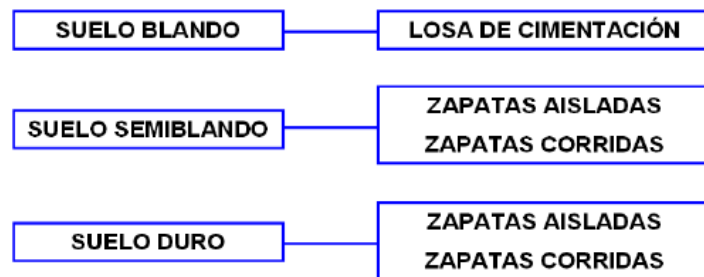 SUELO BLANDO
LOSA DE CIMENTACIÓN
SUELO SEMIBLANDO
ZAPATAS AISLADAS
ZAPATAS CORRIDAS
SUELO DURO
ZAPATAS AISLADAS
ZAPATAS CORRIDAS